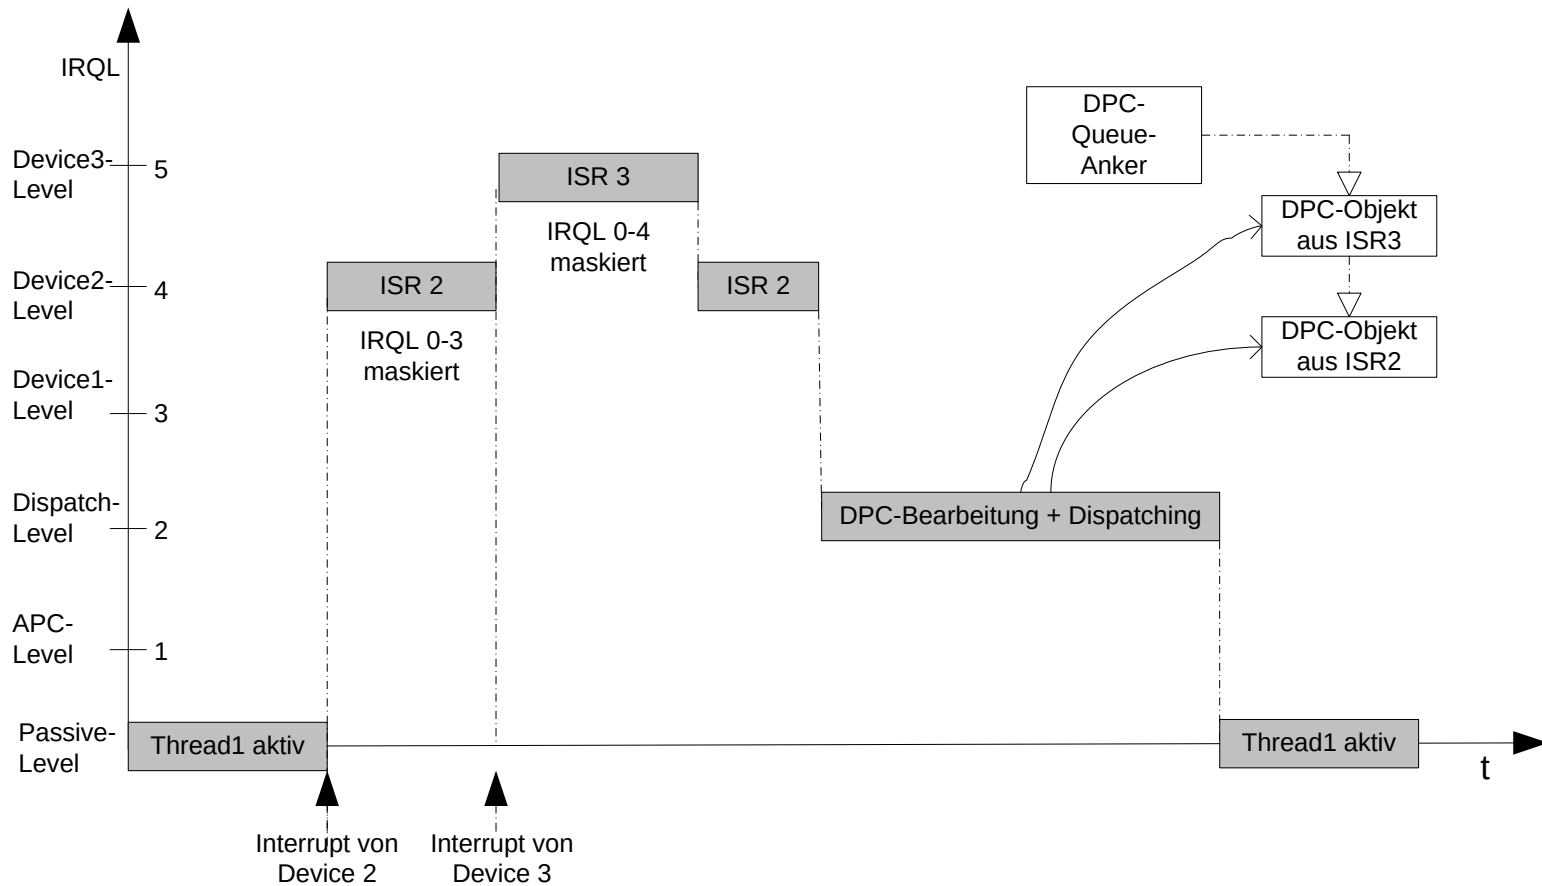 IRQL
DPC-
Queue-
Anker
Device3-
Level
5
ISR 3
DPC-Objekt
aus ISR3
IRQL 0-4
maskiert
Device2-
Level
4
ISR 2
ISR 2
IRQL 0-3
maskiert
DPC-Objekt
aus ISR2
Device1-
Level
3
Dispatch-
Level
2
DPC-Bearbeitung + Dispatching
APC-
Level
1
Passive-
Level
Thread1 aktiv
Thread1 aktiv
t
Interrupt von
Device 2
Interrupt von
Device 3